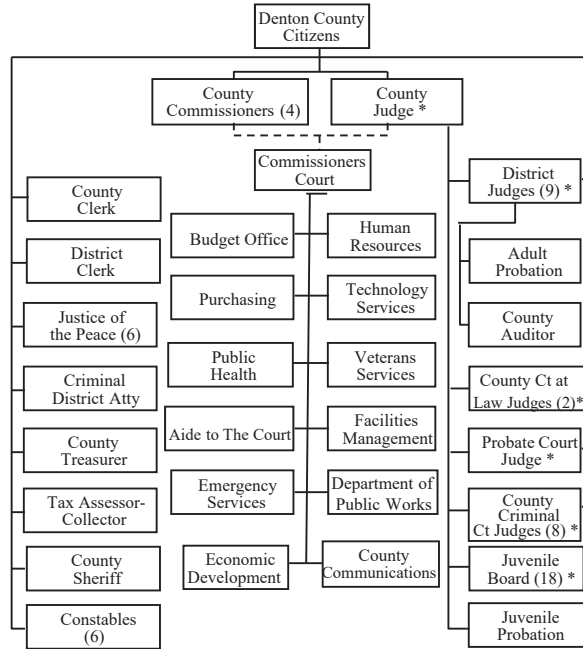 Denton County
Citizens
County
Commissioners (4)
County
Judge *
Commissioners
Court
County
Clerk
District
Clerk
Justice of
the Peace (6)
Criminal
District Atty
County
Treasurer
Tax Assessor-
Collector
County
Sheriff
Constables
(6)
Budget Office
Human
Resources
Purchasing
Technology
Services
Public
Health
Veterans
Services
Aide to The Court
Facilities
Management
Emergency
Services
Department of
Public Works
Economic
Development
County
Communications
District
Judges (9) *
Adult
Probation
County
Auditor
County Ct at
Law Judges (2)*
Probate Court
Judge *
County
Criminal
Ct Judges (8) *
Juvenile
Board (18) *
Juvenile
Probation